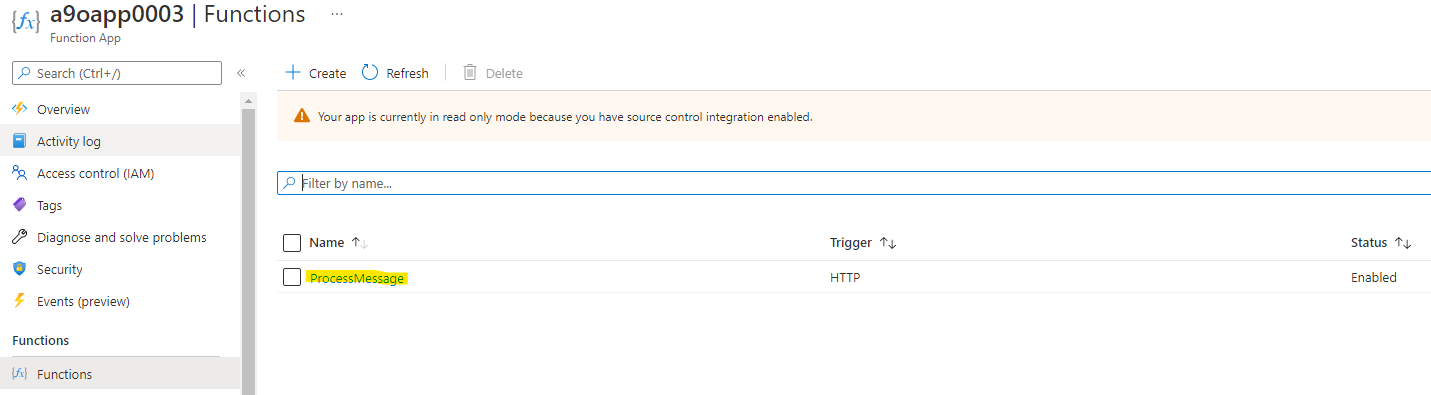 a9oapp0003 | Functions ...
Function App
Search (Ctrl+/) «
Create Refresh Delete
Overview
Your app is currently in read only mode because you have source control integration enabled.
Activity log
Access control (IAM)
Filter by name...
Tags
Diagnose and solve problems
Name Trigger Status
Security
ProcessMessage HTTP Enabled
Events (preview)
Functions
Functions